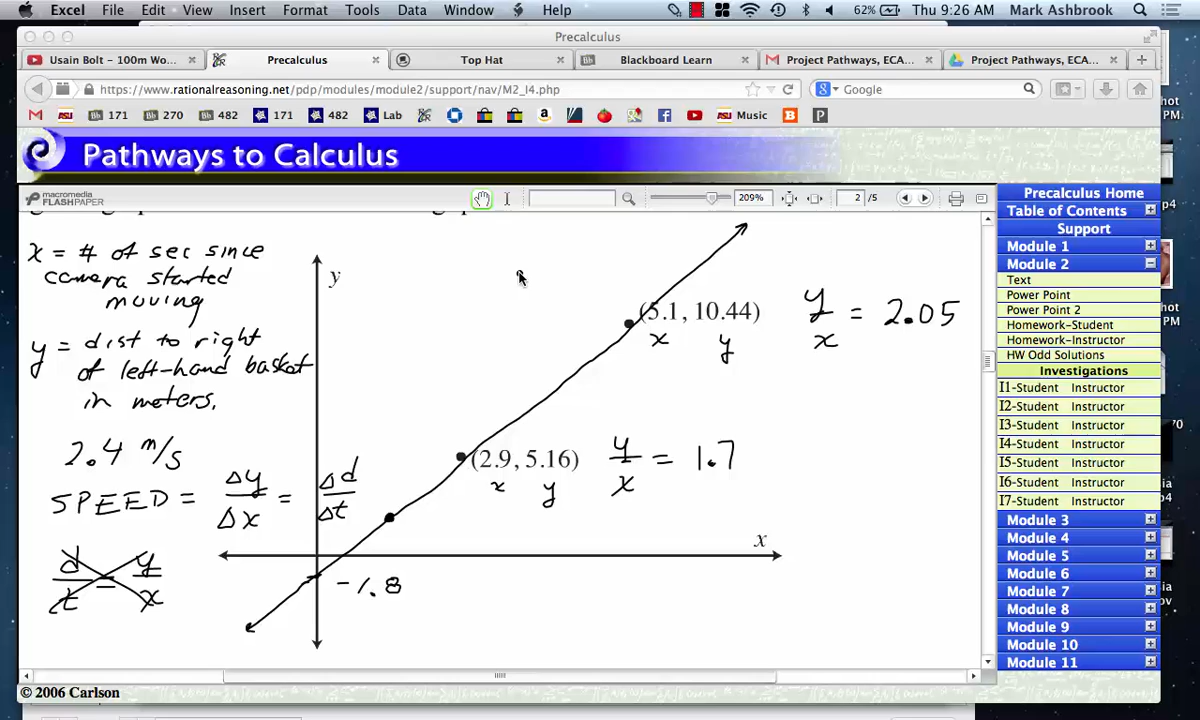 Excel File Edit View Insert Format Tools Data Window Help 62% Thu 9:26 AM Mark Ashbrook
Precalculus
Usain Bolt - 100m Wo... Precalculus Top Hat Blackboard Learn Project Pathways, ECA... Project Pathways, ECA...
https://www.rationalreasoning.net/pdp/modules/module2/support/nav/M2_I4.php Google
ASU 171 270 482 171 482 Lab ASU Music
Pathways to Calculus
macromedia FLASHPAPER 209% 2 /5
x = # of sec since
camera started
moving
y = dist to right
of left-hand basket
in meters.
2.4 m/s
SPEED = Δy/Δx = Δd/Δt
d/t = y/x
y
(5.1, 10.44)
x y
y/x = 2.05
(2.9, 5.16)
x y
y/x = 1.7
x
-1.8
Precalculus Home
Table of Contents
Support
Module 1
Module 2
Text
Power Point
Power Point 2
Homework-Student
Homework-Instructor
HW Odd Solutions
Investigations
I1-Student Instructor
I2-Student Instructor
I3-Student Instructor
I4-Student Instructor
I5-Student Instructor
I6-Student Instructor
I7-Student Instructor
Module 3
Module 4
Module 5
Module 6
Module 7
Module 8
Module 9
Module 10
Module 11
© 2006 Carlson